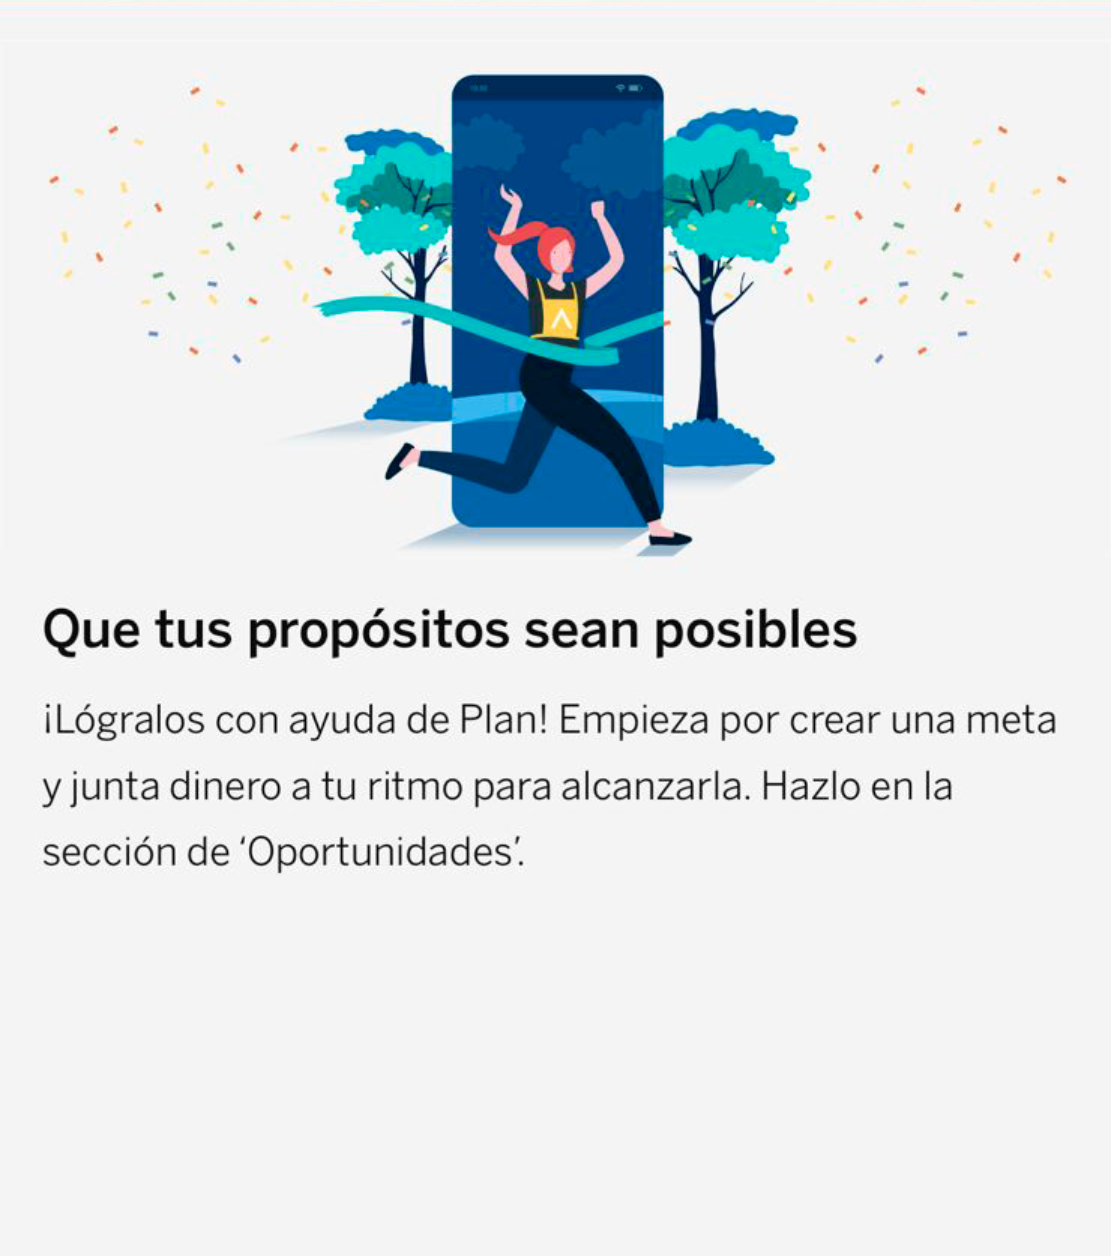 Que tus propósitos sean posibles
¡Lógralos con ayuda de Plan! Empieza por crear una meta
y junta dinero a tu ritmo para alcanzarla. Hazlo en la
sección de ‘Oportunidades’.